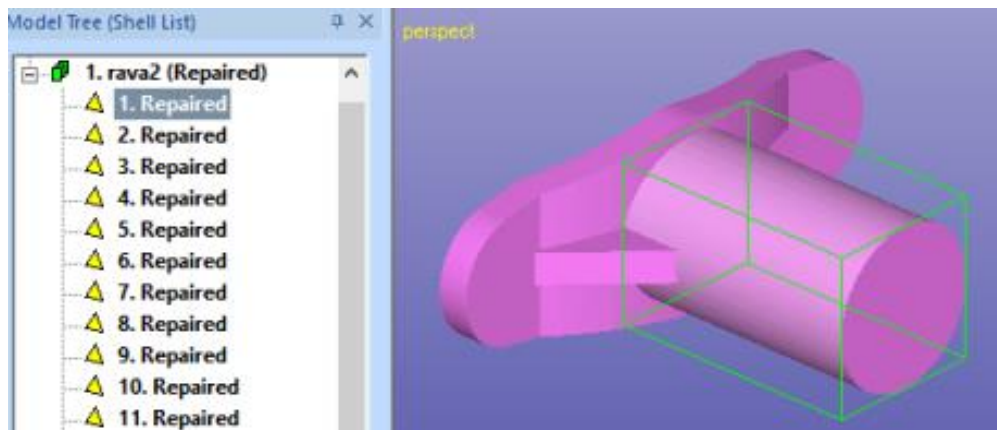 Model Tree (Shell List)
perspect
1. rava2 (Repaired)
1. Repaired
2. Repaired
3. Repaired
4. Repaired
5. Repaired
6. Repaired
7. Repaired
8. Repaired
9. Repaired
10. Repaired
11. Repaired